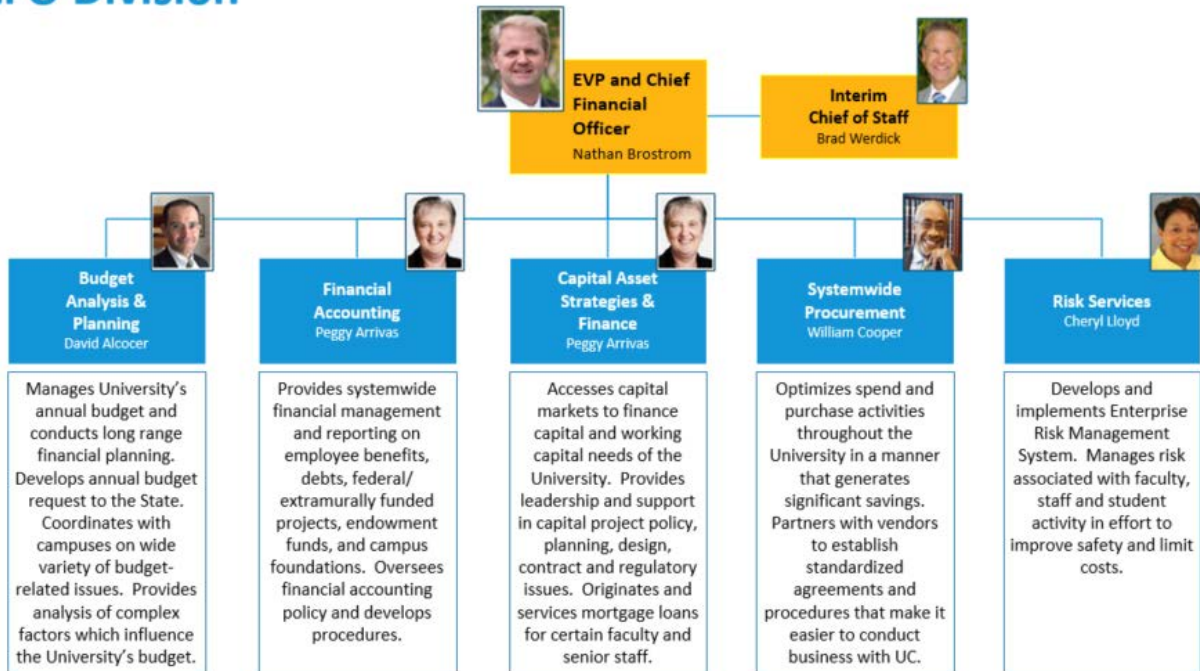 Division
EVP and Chief
Financial
Officer
Nathan Brostrom
Interim
Chief of Staff
Brad Werdick
Budget
Analysis &
Planning
David Alcocer
Manages University's
annual budget and
conducts long range
financial planning.
Develops annual budget
request to the State.
Coordinates with
campuses on wide
variety of budget-
related issues. Provides
analysis of complex
factors which influence
the University's budget.
Financial
Accounting
Peggy Arrivas
Provides systemwide
financial management
and reporting on
employee benefits,
debts, federal/
extramurally funded
projects, endowment
funds, and campus
foundations. Oversees
financial accounting
policy and develops
procedures.
Capital Asset
Strategies &
Finance
Peggy Arrivas
Accesses capital
markets to finance
capital and working
capital needs of the
University. Provides
leadership and support
in capital project policy,
planning, design,
contract and regulatory
issues. Originates and
services mortgage loans
for certain faculty and
senior staff.
Systemwide
Procurement
William Cooper
Optimizes spend and
purchase activities
throughout the
University in a manner
that generates
significant savings.
Partners with vendors
to establish
standardized
agreements and
procedures that make it
easier to conduct
business with UC.
Risk Services
Cheryl Lloyd
Develops and
implements Enterprise
Risk Management
System. Manages risk
associated with faculty,
staff and student
activity in effort to
improve safety and limit
costs.